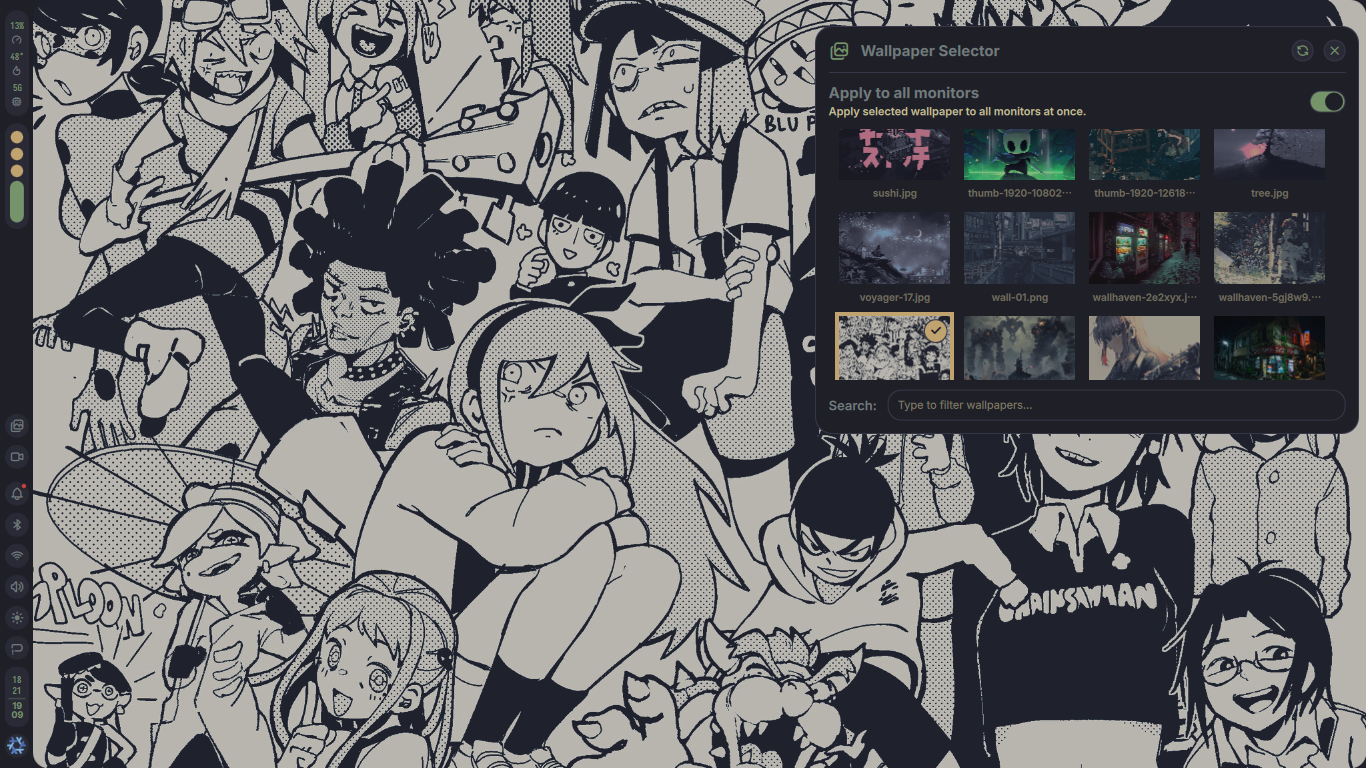 13%
48°
56
18
21
19
09
Wallpaper Selector
Apply to all monitors
Apply selected wallpaper to all monitors at once.
sushi.jpg
thumb-1920-10802···
thumb-1920-12618···
tree.jpg
voyager-17.jpg
wall-01.png
wallhaven-2e2xyx.j···
wallhaven-5gj8w9.···
Search:
Type to filter wallpapers...
BLU P
PLOON
CHAINSAWMAN